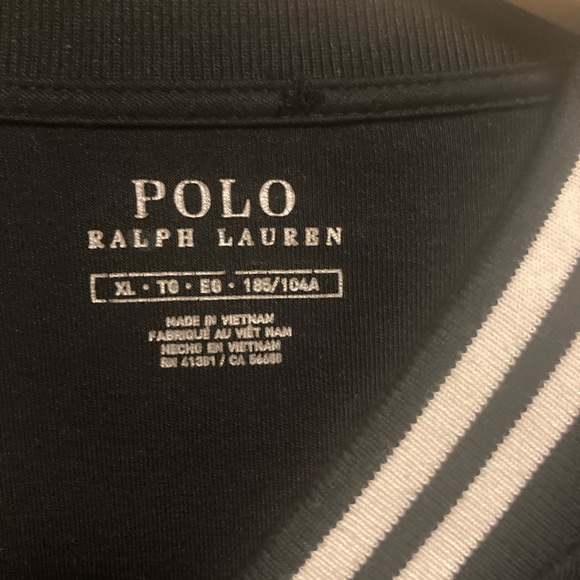 POLO
RALPH LAUREN
XL • TG • EG • 185/104A
MADE IN VIETNAM
FABRIQUÉ AU VIÊT NAM
HECHO EN VIETNAM
RN 41381 / CA 56650